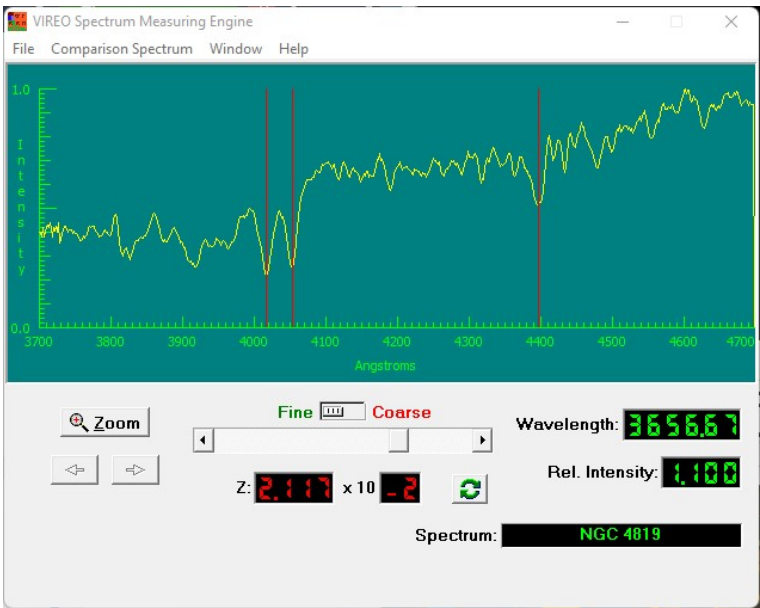 VIREO Spectrum Measuring Engine
File Comparison Spectrum Window Help
1.0
Intensity
0.0
3700 3800 3900 4000 4100 4200 4300 4400 4500 4600 4700
Angstroms
Fine Coarse
Zoom
Wavelength: 3656.67
Rel. Intensity: 1.100
Z: 2.117 x 10 -2
Spectrum: NGC 4819